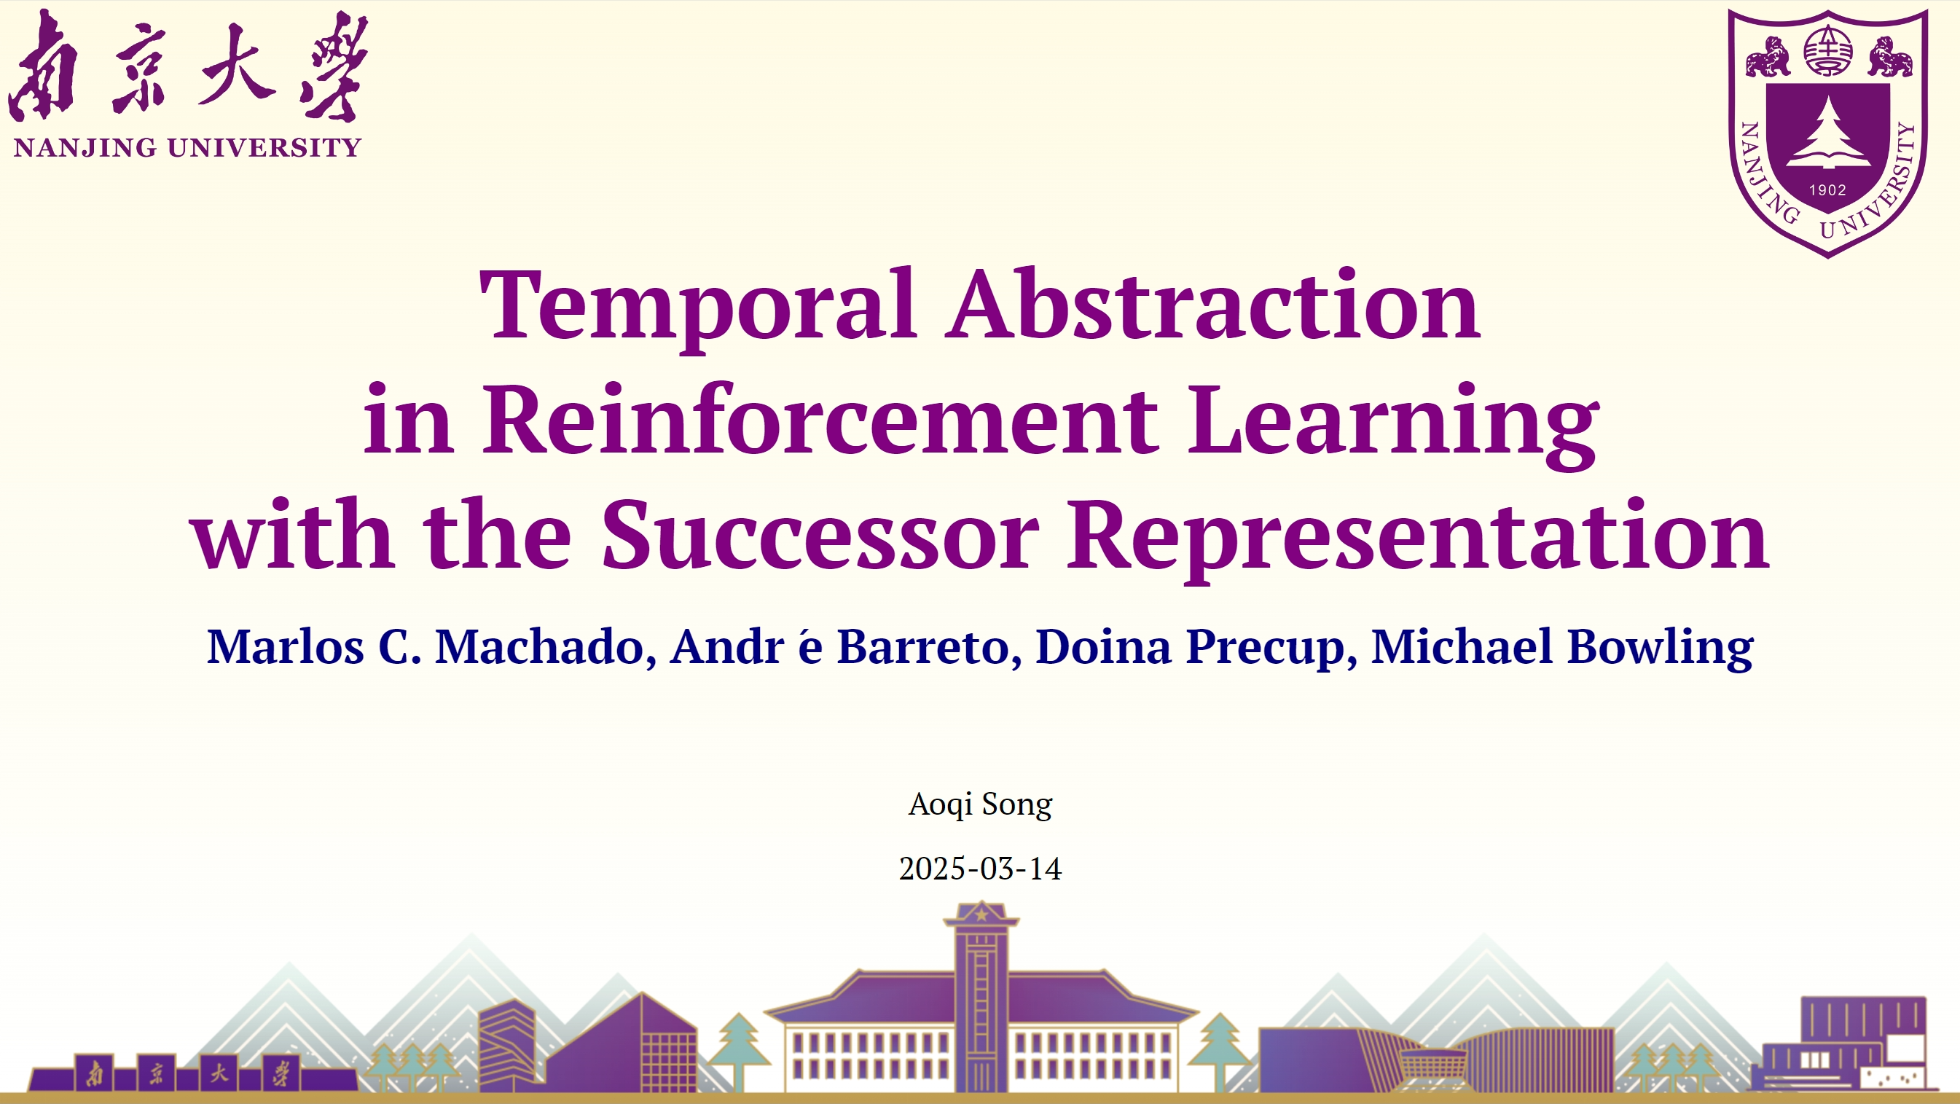 南京大學
NANJING UNIVERSITY
NANJING UNIVERSITY
1902
Temporal Abstraction
in Reinforcement Learning
with the Successor Representation
Marlos C. Machado, Andr é Barreto, Doina Precup, Michael Bowling
Aoqi Song
2025-03-14
南京大學